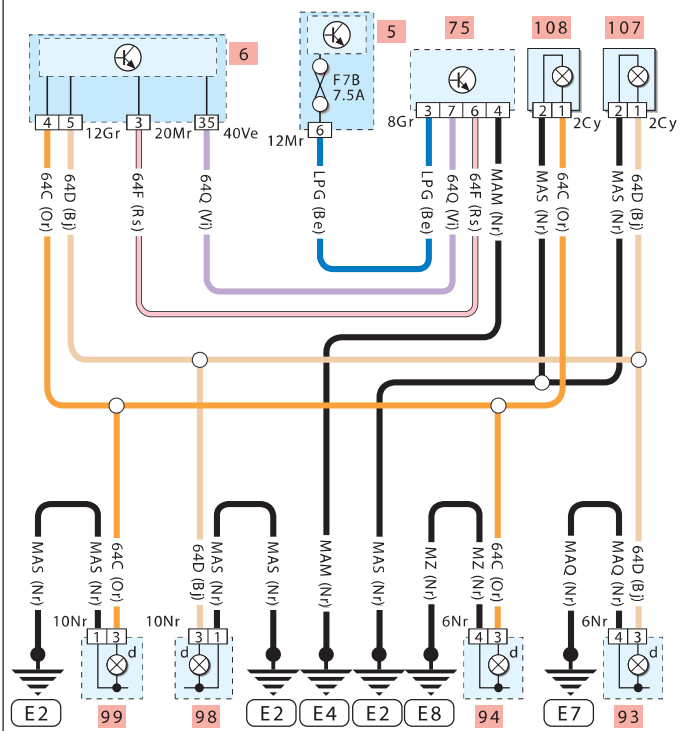 5 75 108 107
6
F7B
7.5A
4 5 12Gr 3 20Mr 35 40Ve
12Mr 6
8Gr 3 7 6 4
2 1 2Cy
2 1 2Cy
64C (Or)
64D (Bj)
64F (Rs)
64Q (Vi)
LPG (Be)
LPG (Be)
64Q (Vi)
64F (Rs)
MAM (Nr)
MAS (Nr)
64C (Or)
MAS (Nr)
64D (Bj)
MAS (Nr)
MAS (Nr)
64C (Or)
64D (Bj)
MAS (Nr)
MAS (Nr)
MAM (Nr)
MAS (Nr)
MZ (Nr)
MZ (Nr)
64C (Or)
MAQ (Nr)
MAQ (Nr)
64D (Bj)
10Nr 1 3
10Nr 3 1
6Nr 4 3
6Nr 4 3
d d d d
E2 99 98 E2 E4 E2 E8 94 E7 93